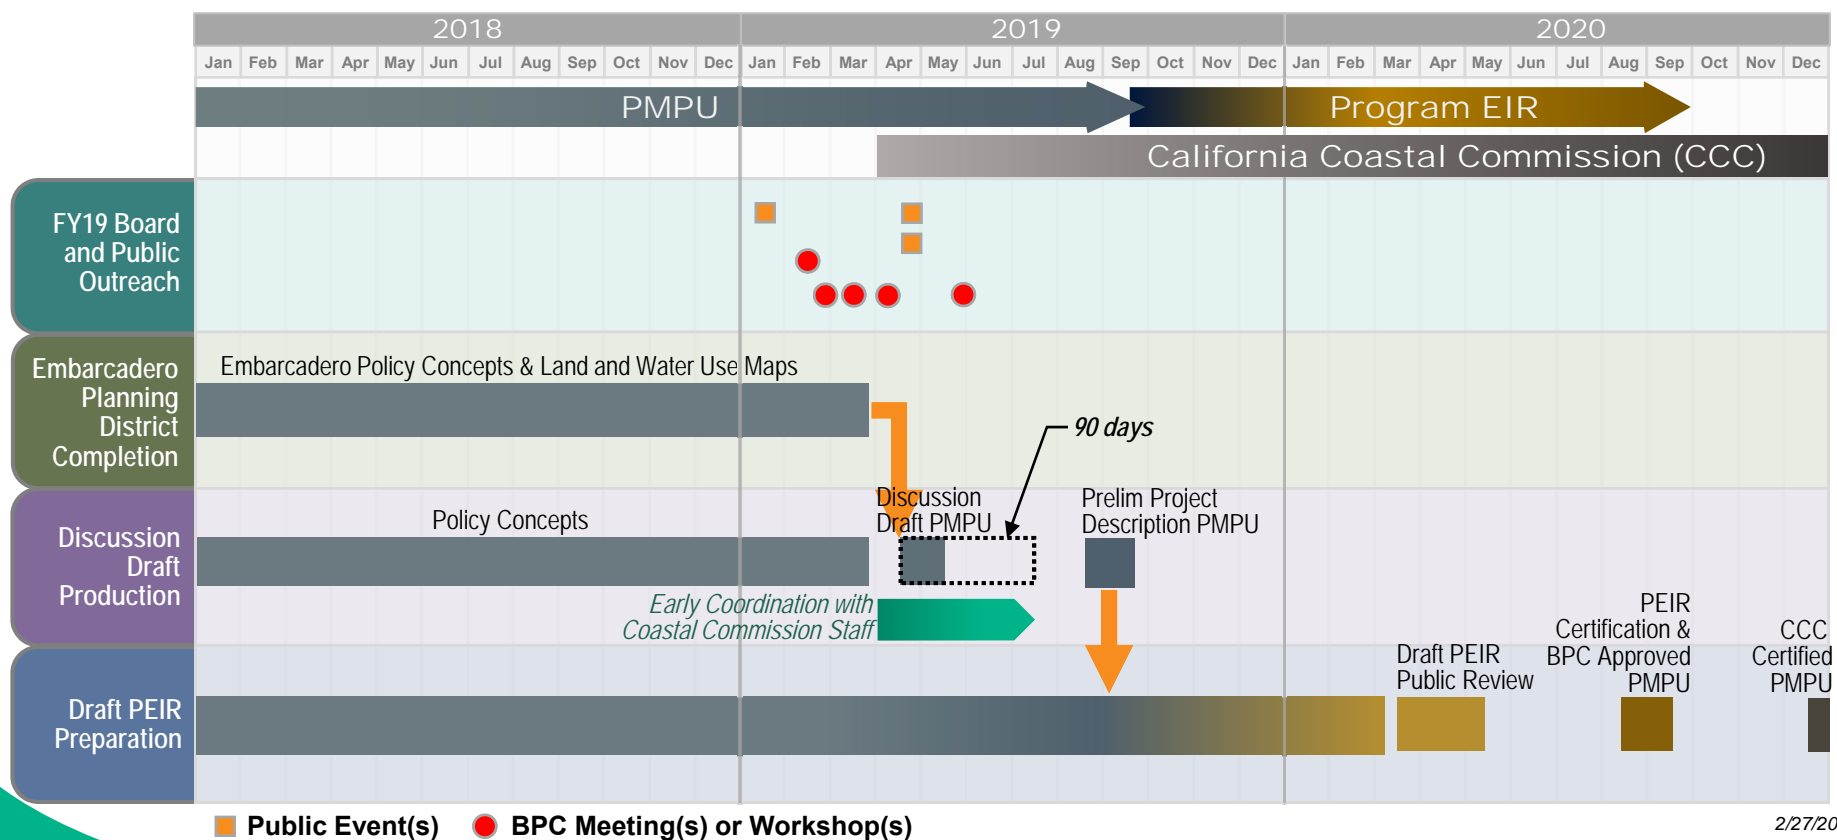 2018 2019 2020
Jan Feb Mar Apr May Jun Jul Aug Sep Oct Nov Dec Jan Feb Mar Apr May Jun Jul Aug Sep Oct Nov Dec Jan Feb Mar Apr May Jun Jul Aug Sep Oct Nov Dec
PMPU
Program EIR
California Coastal Commission (CCC)
FY19 Board
and Public
Outreach
Embarcadero
Planning
District
Completion
Embarcadero Policy Concepts & Land and Water Use Maps
90 days
Discussion
Draft
Production
Policy Concepts
Discussion
Draft PMPU
Prelim Project
Description PMPU
Early Coordination with
Coastal Commission Staff
Draft PEIR
Preparation
Draft PEIR
Public Review
PEIR
Certification &
BPC Approved
PMPU
CCC
Certified
PMPU
Public Event(s)
BPC Meeting(s) or Workshop(s)
2/27/20